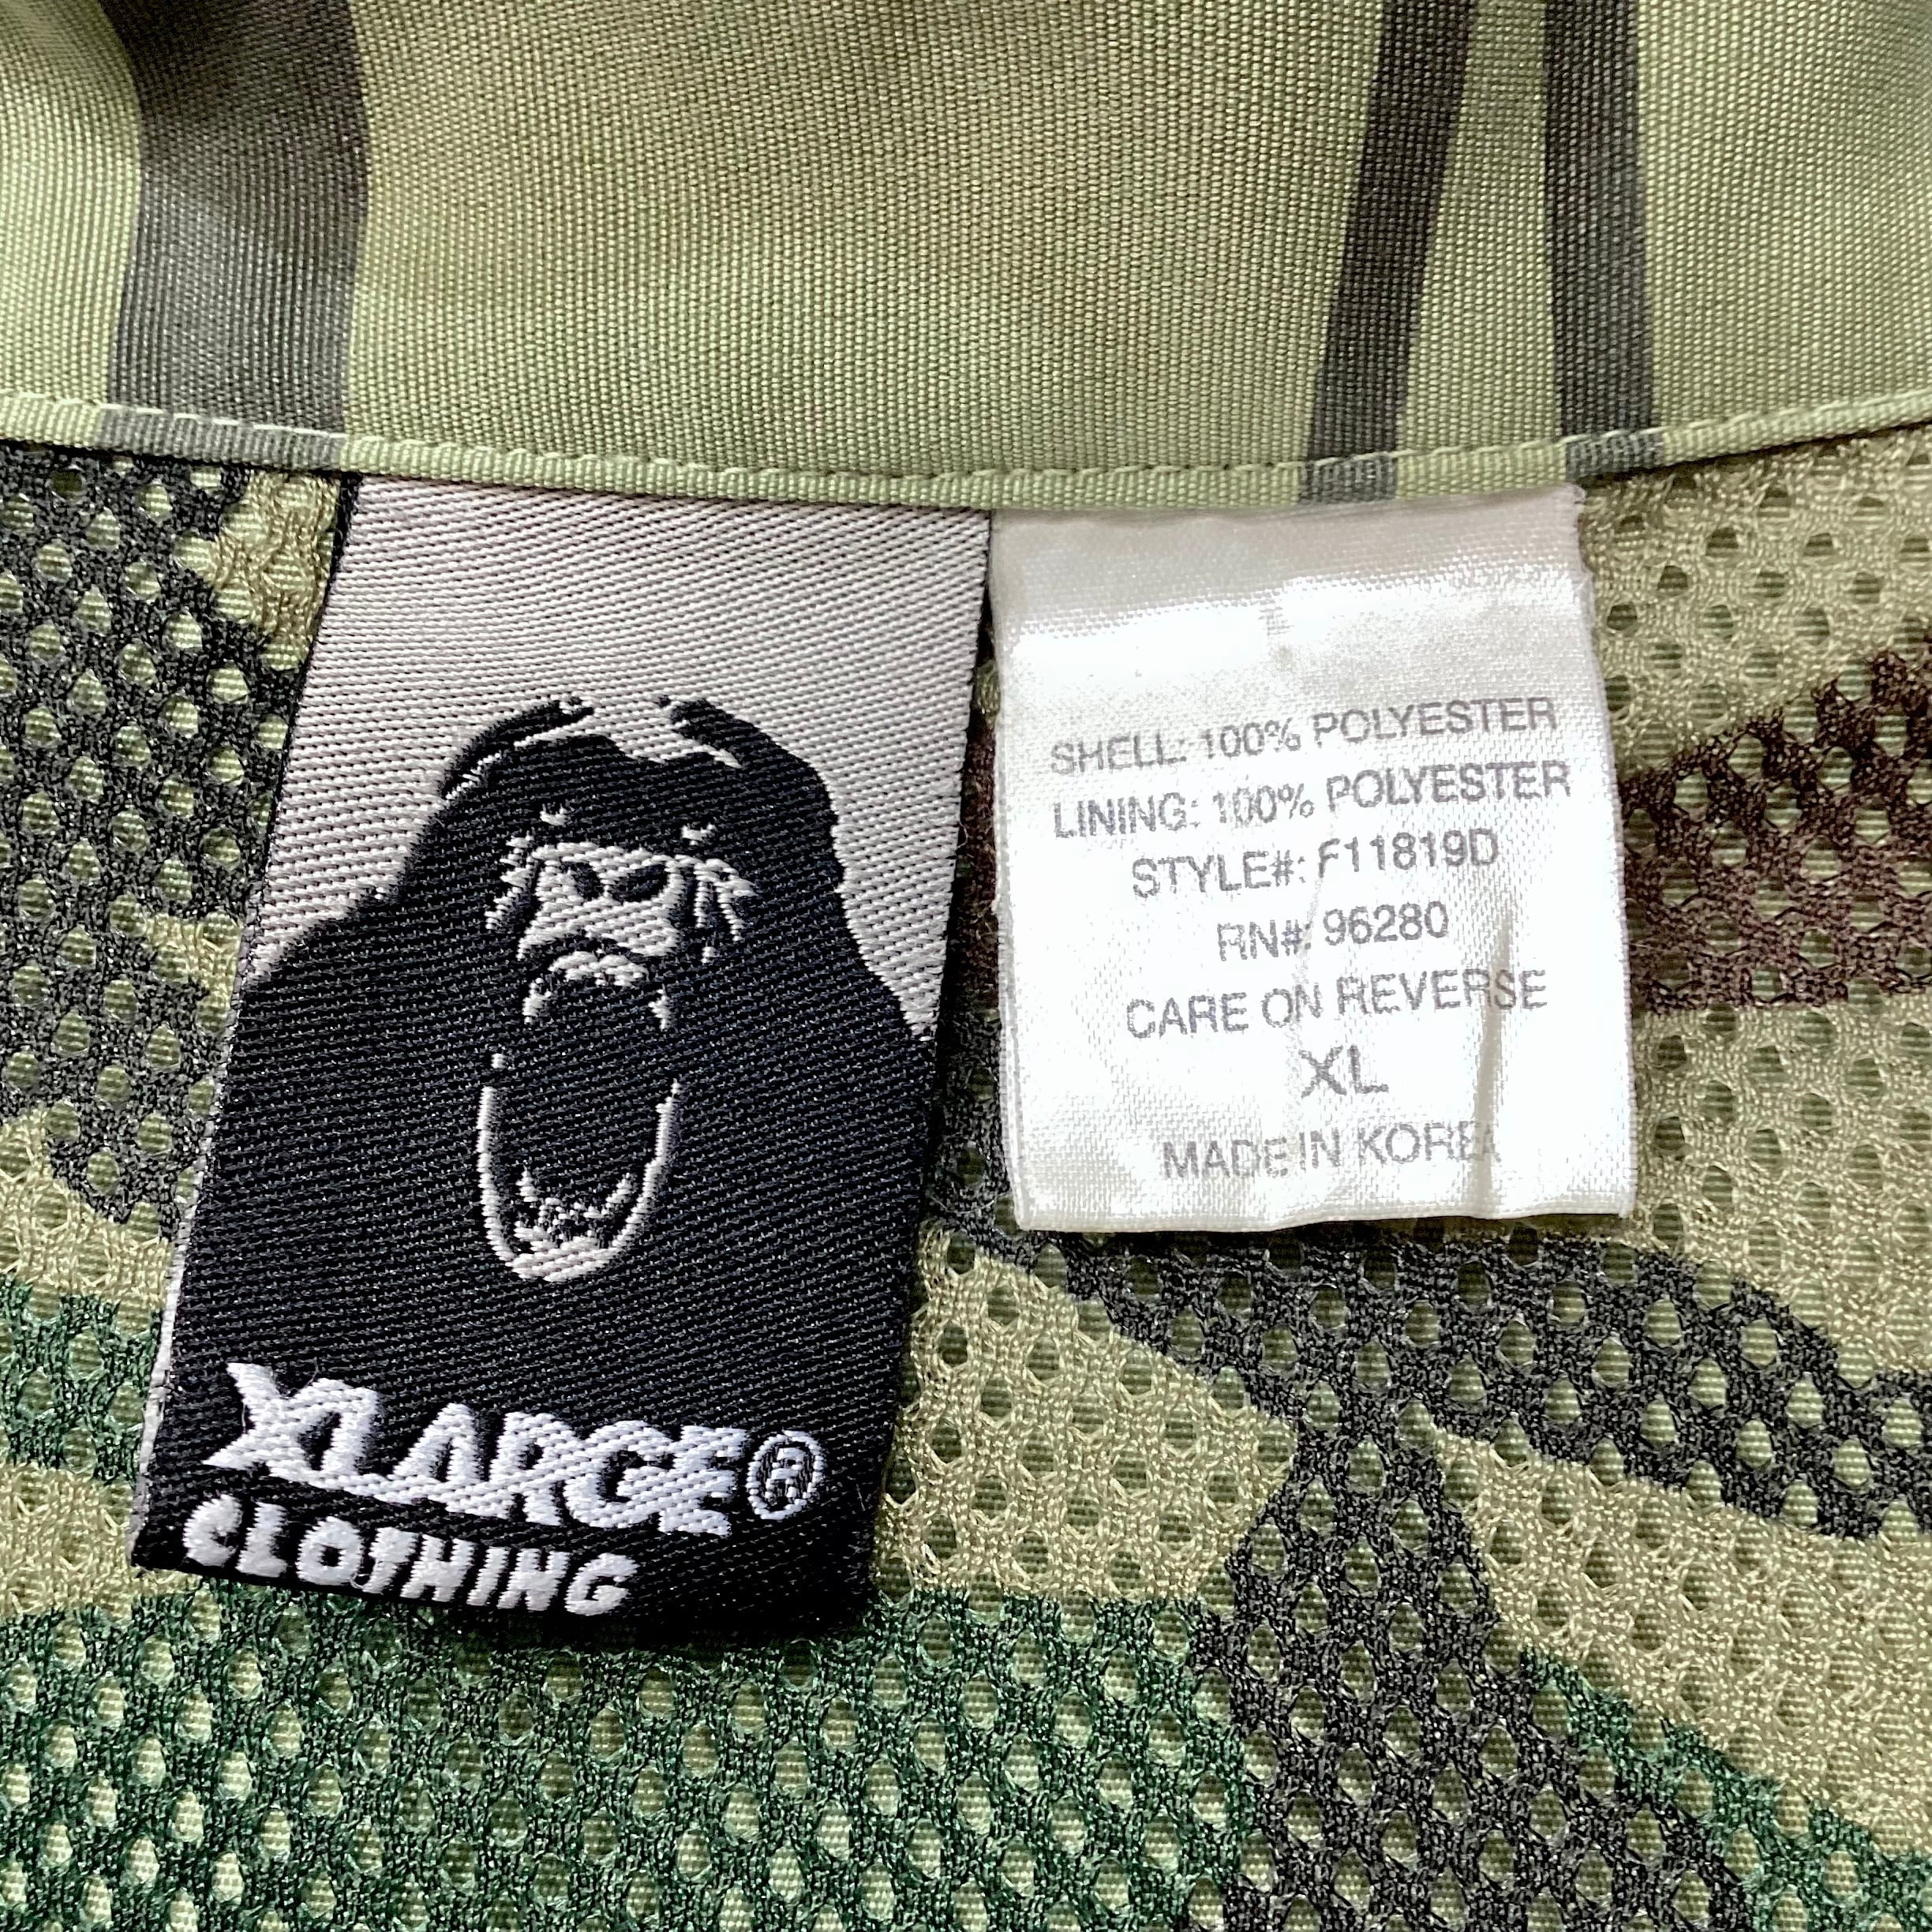 XLARGE®
CLOTHING
SHELL: 100% POLYESTER
LINING: 100% POLYESTER
STYLE#: F11819D
RN#: 96280
CARE ON REVERSE
XL
MADE IN KOREA